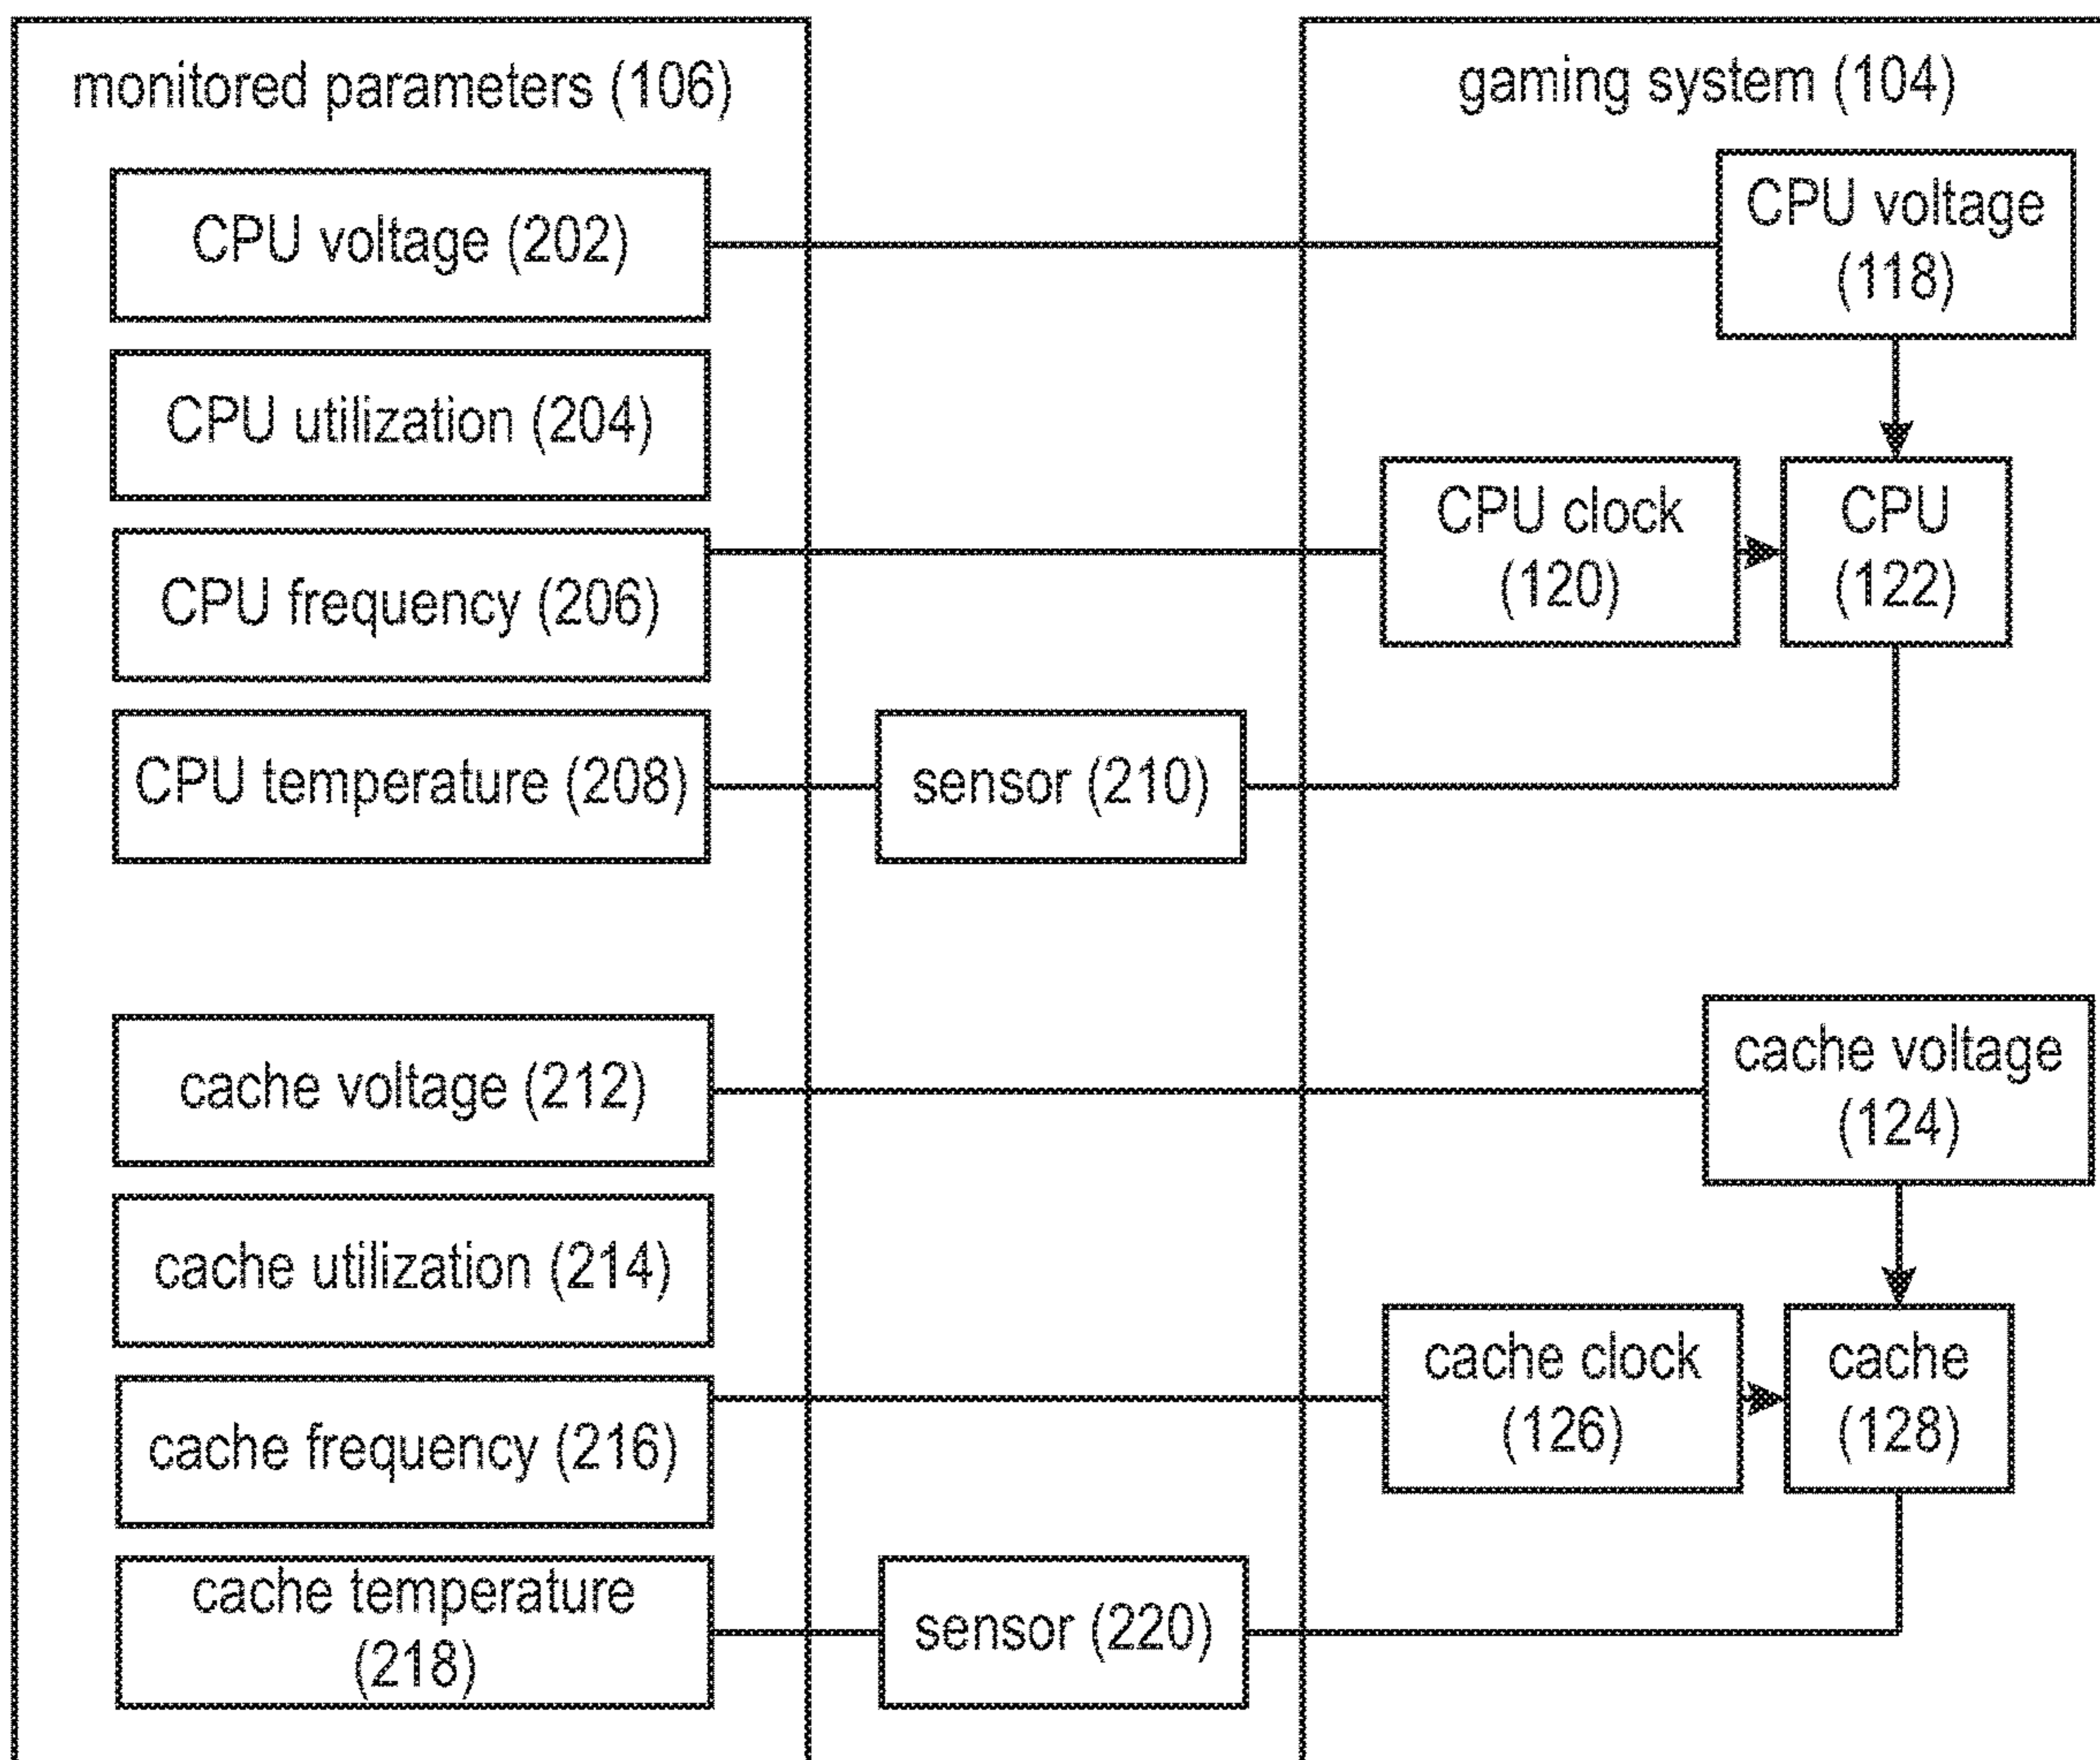 monitored parameters (106)
CPU voltage (202)
CPU utilization (204)
CPU frequency (206)
CPU temperature (208)
cache voltage (212)
cache utilization (214)
cache frequency (216)
cache temperature
(218)
sensor (210)
sensor (220)
gaming system (104)
CPU voltage
(118)
CPU clock
(120)
CPU
(122)
cache voltage
(124)
cache clock
(126)
cache
(128)